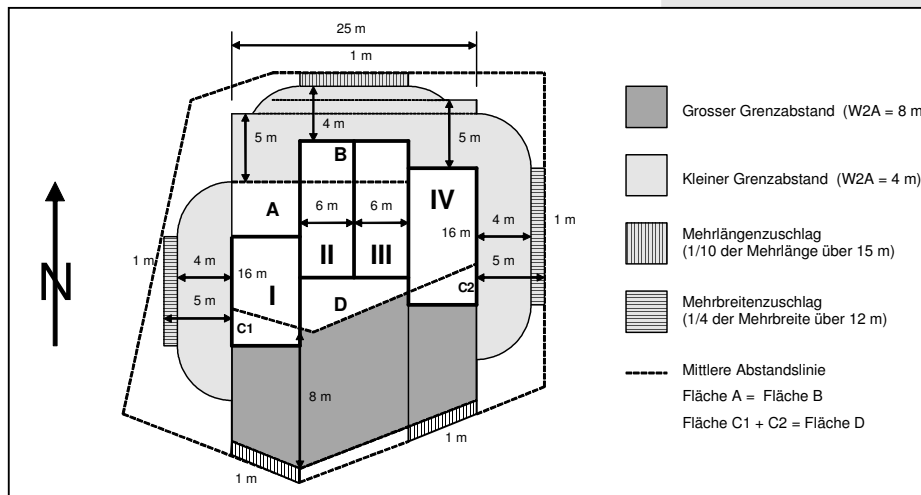 25 m
1 m
4 m
5 m
5 m
B
A
6 m
6 m
IV
II
III
16 m
4 m
1 m
5 m
1 m
4 m
16 m
I
5 m
C1
D
C2
8 m
1 m
1 m
N
Grosser Grenzabstand (W2A = 8 m
Kleiner Grenzabstand (W2A = 4 m)
Mehrlängenzuschlag
(1/10 der Mehrlänge über 15 m)
Mehrbreitenzuschlag
(1/4 der Mehrbreite über 12 m)
Mittlere Abstandslinie
Fläche A = Fläche B
Fläche C1 + C2 = Fläche D